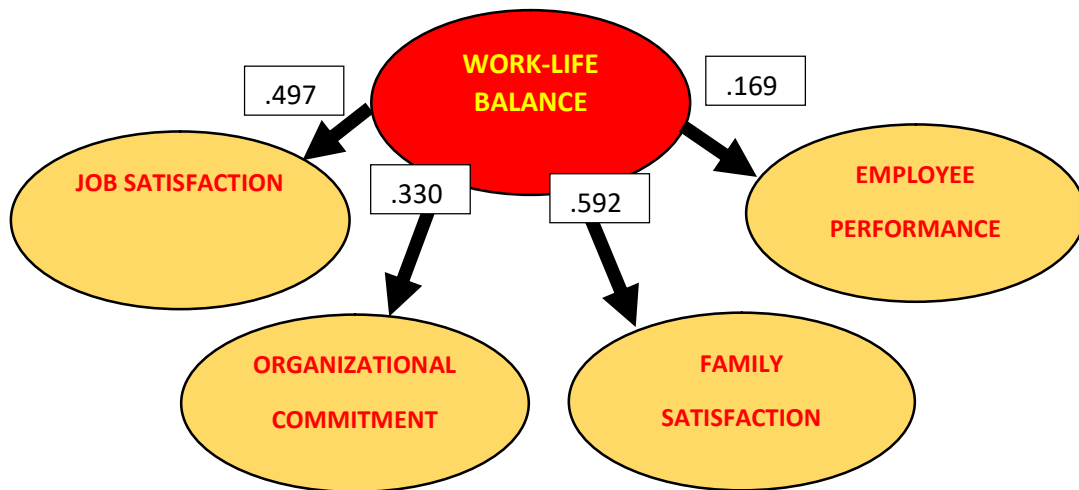 WORK-LIFE
BALANCE
.497
.169
JOB SATISFACTION
.330
.592
EMPLOYEE
PERFORMANCE
ORGANIZATIONAL
COMMITMENT
FAMILY
SATISFACTION